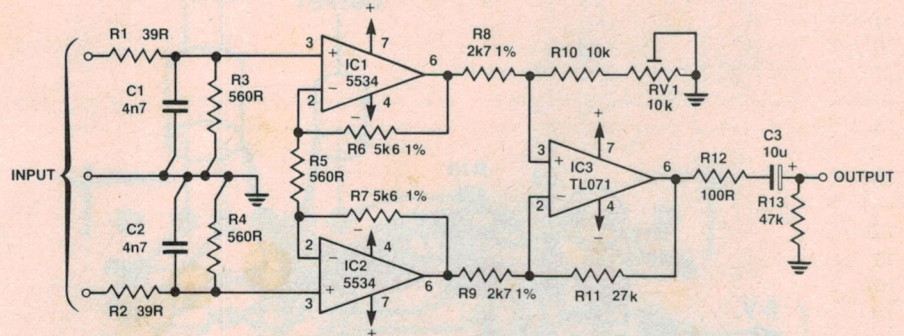 R1 39R
C1
4n7
R3
560R
3
+
7
IC1
5534
2
−
4
−
6
+
R8
2k7 1%
R10 10k
RV1
10k
R6 5k6 1%
R5
560R
INPUT
3
+
+
7
IC3
TL071
2
−
4
−
6
R12
100R
C3
10u
+
OUTPUT
R13
47k
R7 5k6 1%
C2
4n7
R4
560R
2
−
−
4
IC2
5534
3
+
7
+
6
R9 2k7 1%
R11 27k
R2 39R